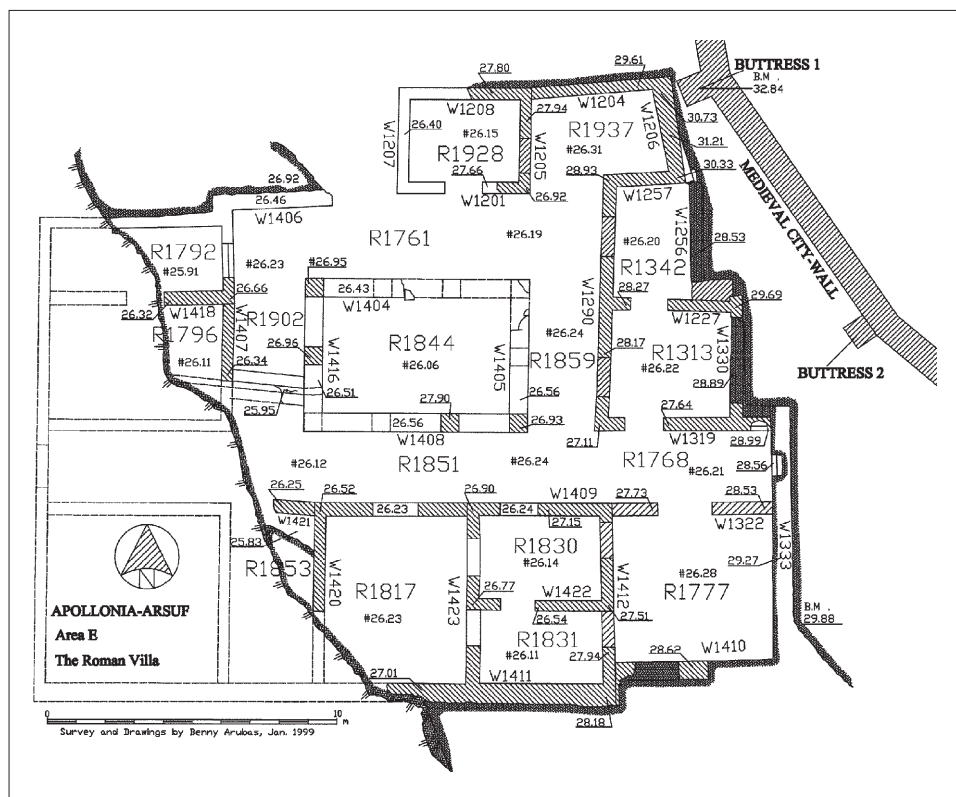 29.61
27.80
BUTTRESS 1
B.M.
32.84
W1208
27.94
W1204
W1207
26.40
#26.15
R1937
W1206
30.73
W1205
#26.31
31.21
R1928
27.66
28.93
30.33
26.92
W1201
26.92
W1257
26.46
W1406
MEDIEVAL CITY-WALL
R1761
#26.19
#26.20
W1256
28.53
R1792
#25.91
#26.23
#26.95
R1342
26.66
26.43
W1404
W1290
28.27
29.69
26.32
W1418
R1902
W1227
R1796
W1407
#26.24
R1844
R1859
R1313
W1330
26.96
W1416
#26.06
W1405
28.17
#26.22
#26.11
26.34
28.89
BUTTRESS 2
26.51
26.56
25.95
27.90
27.64
26.56
26.93
W1408
27.11
W1319
28.99
#26.12
R1851
#26.24
R1768
#26.21
28.56
26.25
26.52
26.90
W1409
27.73
28.53
26.23
26.24
27.15
W1421
W1322
25.83
R1830
#26.14
W1333
R1853
29.27
#26.28
APOLLONIA-ARSUF
W1420
R1817
W1423
26.77
W1422
W1412
R1777
#26.23
26.54
27.51
B.M.
29.88
Area E
R1831
The Roman Villa
#26.11
27.94
28.62
W1410
27.01
W1411
28.18
0
10
m
Survey and Drawings by Benny Arubas, Jan. 1999